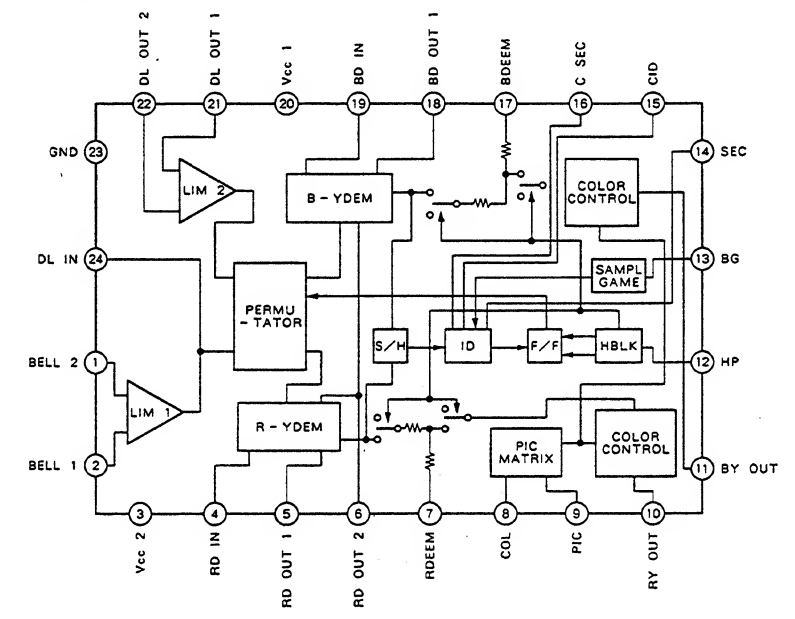 DL OUT 2
DL OUT 1
Vcc 1
BD IN
BD OUT 1
BDEEM
C SEC
CID
22
21
20
19
18
17
16
15
GND 23
14 SEC
LIM 2
B-YDEM
COLOR
CONTROL
DL IN 24
13 BG
SAMPL
GAME
PERMU
-TATOR
S/H
ID
F/F
HBLK
BELL 2 1
12 HP
LIM 1
R-YDEM
PIC
MATRIX
COLOR
CONTROL
BELL 1 2
11 BY OUT
3
4
5
6
7
8
9
10
Vcc 2
RD IN
RD OUT 1
RD OUT 2
RDEEM
COL
PIC
RY OUT